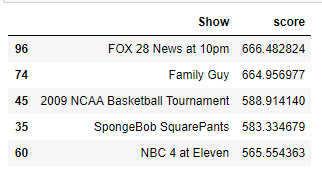 Show score
96 FOX 28 News at 10pm 666.482824
74 Family Guy 664.956977
45 2009 NCAA Basketball Tournament 588.914140
35 SpongeBob SquarePants 583.334679
60 NBC 4 at Eleven 565.554363